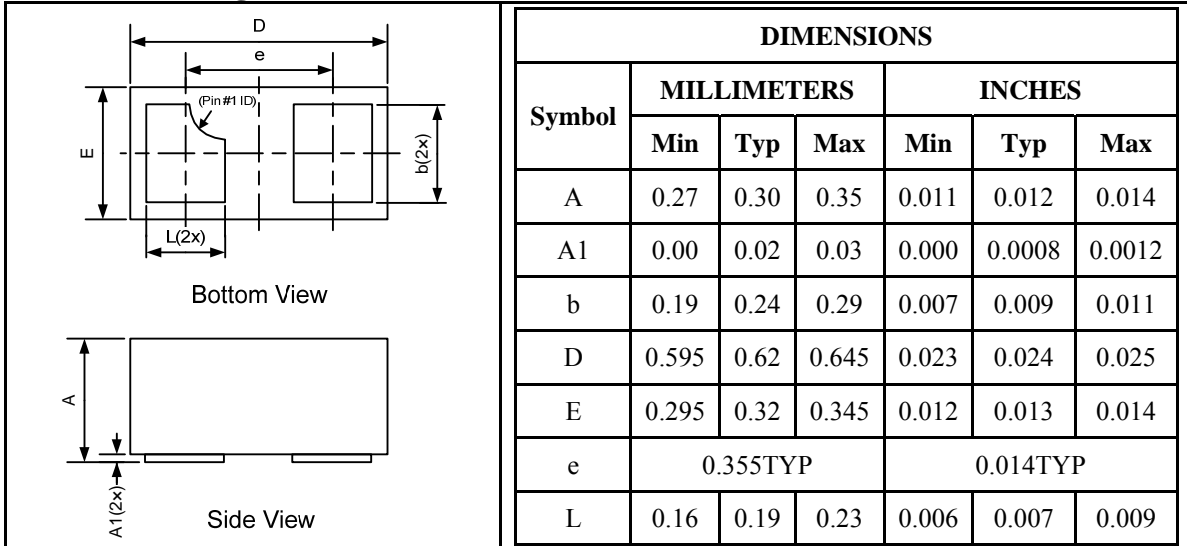 D
e
(Pin#1 ID)
E
b(2x)
L(2x)
Bottom View
A
A1(2x)
Side View
DIMENSIONS
Symbol MILLIMETERS INCHES
Min Typ Max Min Typ Max
A 0.27 0.30 0.35 0.011 0.012 0.014
A1 0.00 0.02 0.03 0.000 0.0008 0.0012
b 0.19 0.24 0.29 0.007 0.009 0.011
D 0.595 0.62 0.645 0.023 0.024 0.025
E 0.295 0.32 0.345 0.012 0.013 0.014
e 0.355TYP 0.014TYP
L 0.16 0.19 0.23 0.006 0.007 0.009